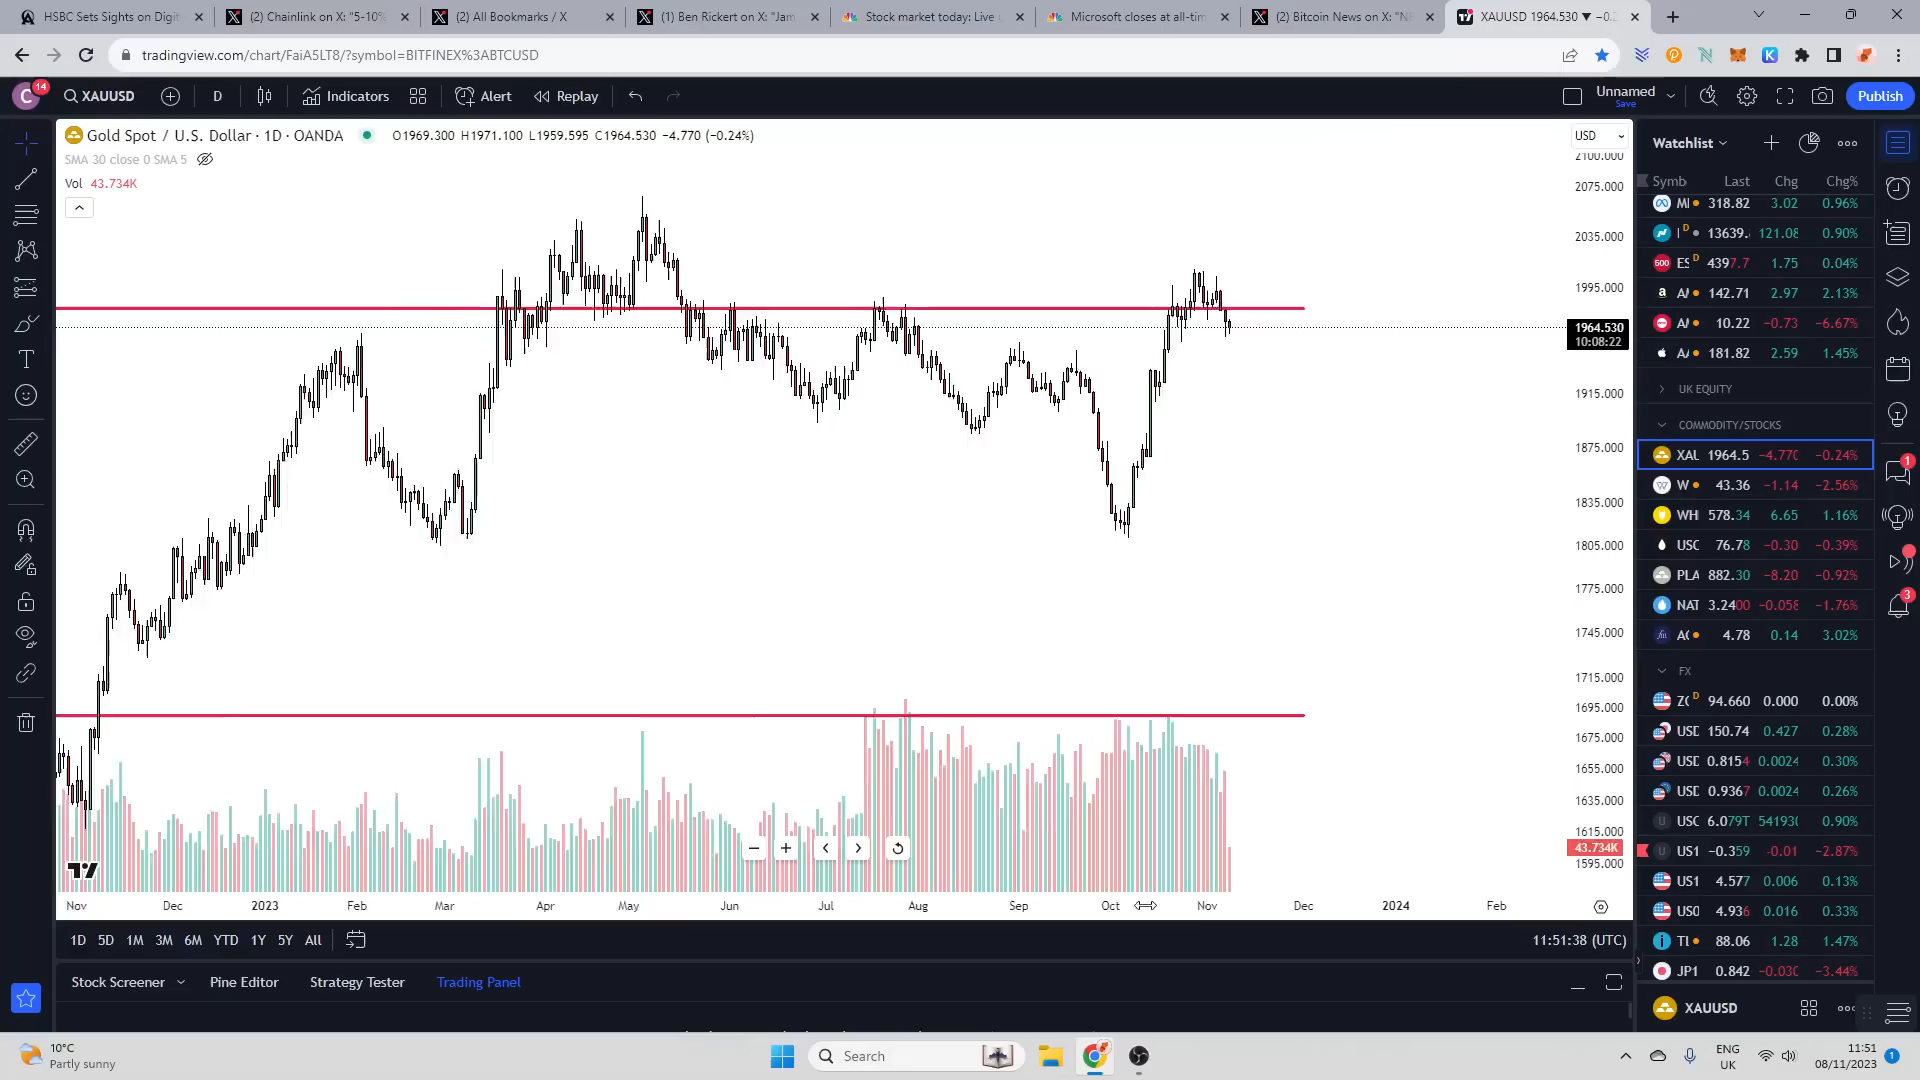 HSBC Sets Sights on Digit
(2) Chainlink on X: "5-10%
(2) All Bookmarks / X
(1) Ben Rickert on X: "Jam
Stock market today: Live
Microsoft closes at all-tim
(2) Bitcoin News on X: "NE
XAUUSD 1964.530 ▼ −0.2
tradingview.com/chart/FaiA5LT8/?symbol=BITFINEX%3ABTCUSD
C 14
XAUUSD
D
Indicators
Alert
Replay
Unnamed
Save
Publish
Gold Spot / U.S. Dollar · 1D · OANDA
O1969.300 H1971.100 L1959.595 C1964.530 −4.770 (−0.24%)
SMA 30 close 0 SMA 5
Vol 43.734K
USD
2100.000
2075.000
2035.000
1995.000
1964.530
10:08:22
1915.000
1875.000
1835.000
1805.000
1775.000
1745.000
1715.000
1695.000
1675.000
1655.000
1635.000
1615.000
43.734K
1595.000
Nov Dec 2023 Feb Mar Apr May Jun Jul Aug Sep Oct Nov Dec 2024 Feb
1D 5D 1M 3M 6M YTD 1Y 5Y All
11:51:38 (UTC)
Stock Screener
Pine Editor
Strategy Tester
Trading Panel
Watchlist
Symb Last Chg Chg%
318.82 3.02 0.96%
D 13639. 121.08 0.90%
500 ES D 4397.7 1.75 0.04%
142.71 2.97 2.13%
10.22 −0.73 −6.67%
181.82 2.59 1.45%
UK EQUITY
COMMODITY/STOCKS
XAU 1964.5 −4.770 −0.24%
W 43.36 −1.14 −2.56%
WHI 578.34 6.65 1.16%
USC 76.78 −0.30 −0.39%
PLA 882.30 −8.20 −0.92%
NAT 3.2400 −0.058 −1.76%
4.78 0.14 3.02%
FX
D 94.660 0.000 0.00%
USD 150.74 0.427 0.28%
USD 0.8154 0.0024 0.30%
USD 0.9367 0.0024 0.26%
USC 6.079T 541930 0.90%
US1 −0.359 −0.01 −2.87%
US1 4.577 0.006 0.13%
US0 4.936 0.016 0.33%
88.06 1.28 1.47%
JP1 0.842 −0.030 −3.44%
XAUUSD
1
3
10°C
Partly sunny
Search
ENG
UK
11:51
08/11/2023
1